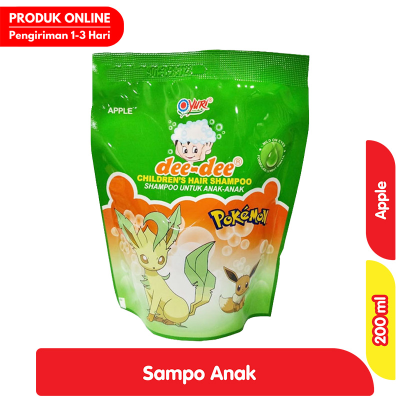 PRODUK ONLINE
Pengiriman 1-3 Hari
YURI
APPLE
dee-dee®
CHILDREN'S HAIR SHAMPOO
SHAMPOO UNTUK ANAK-ANAK
POKéMON
Apple
200 ml
Sampo Anak